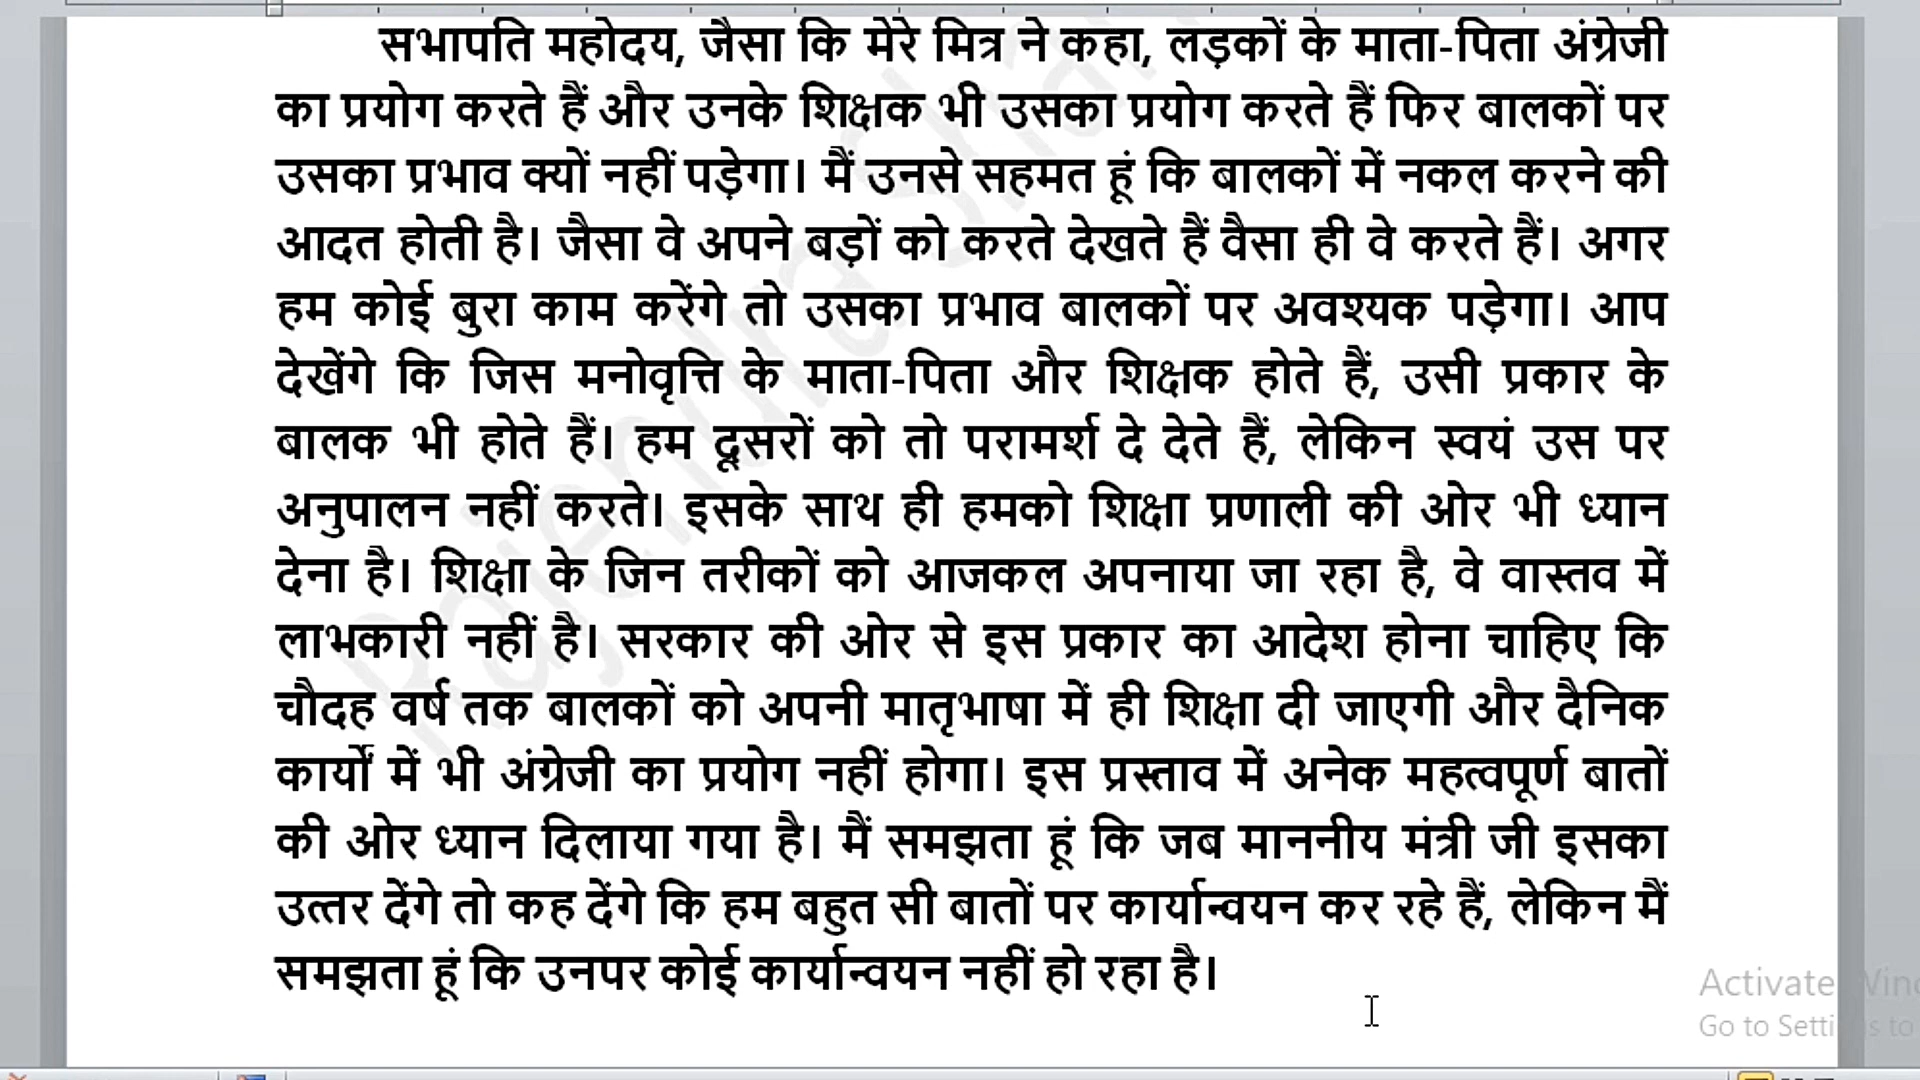 सभापति महोदय, जैसा कि मेरे मित्र ने कहा, लड़कों के माता-पिता अंग्रेजी
का प्रयोग करते हैं और उनके शिक्षक भी उसका प्रयोग करते हैं फिर बालकों पर
उसका प्रभाव क्यों नहीं पड़ेगा। मैं उनसे सहमत हूं कि बालकों में नकल करने की
आदत होती है। जैसा वे अपने बड़ों को करते देखते हैं वैसा ही वे करते हैं। अगर
हम कोई बुरा काम करेंगे तो उसका प्रभाव बालकों पर अवश्यक पड़ेगा। आप
देखेंगे कि जिस मनोवृत्ति के माता-पिता और शिक्षक होते हैं, उसी प्रकार के
बालक भी होते हैं। हम दूसरों को तो परामर्श दे देते हैं, लेकिन स्वयं उस पर
अनुपालन नहीं करते। इसके साथ ही हमको शिक्षा प्रणाली की ओर भी ध्यान
देना है। शिक्षा के जिन तरीकों को आजकल अपनाया जा रहा है, वे वास्तव में
लाभकारी नहीं है। सरकार की ओर से इस प्रकार का आदेश होना चाहिए कि
चौदह वर्ष तक बालकों को अपनी मातृभाषा में ही शिक्षा दी जाएगी और दैनिक
कार्यों में भी अंग्रेजी का प्रयोग नहीं होगा। इस प्रस्ताव में अनेक महत्वपूर्ण बातों
की ओर ध्यान दिलाया गया है। मैं समझता हूं कि जब माननीय मंत्री जी इसका
उत्तर देंगे तो कह देंगे कि हम बहुत सी बातों पर कार्यान्वयन कर रहे हैं, लेकिन मैं
समझता हूं कि उनपर कोई कार्यान्वयन नहीं हो रहा है।
Rajendra
Activate
Go to